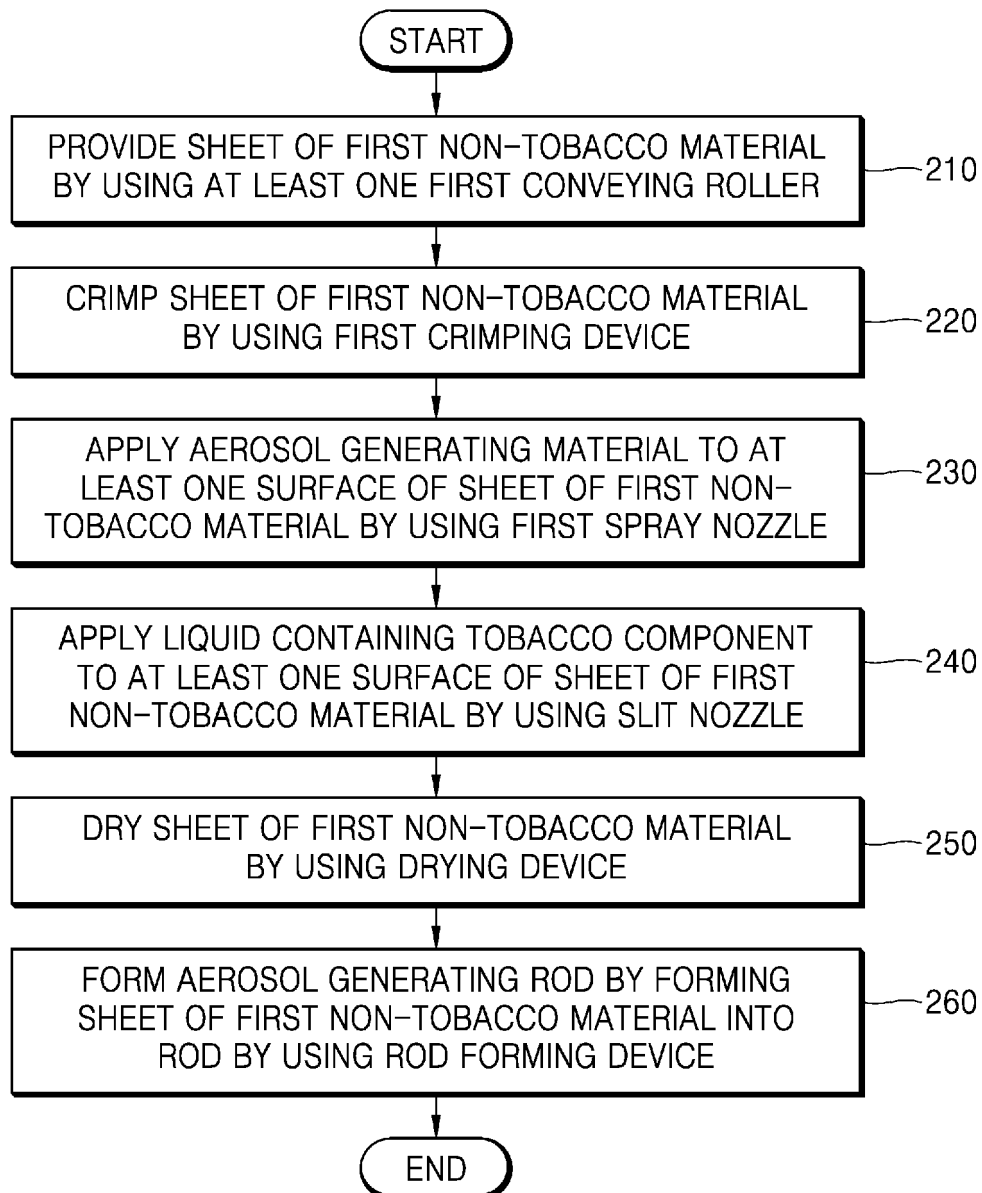 START
PROVIDE SHEET OF FIRST NON-TOBACCO MATERIAL
BY USING AT LEAST ONE FIRST CONVEYING ROLLER
210
CRIMP SHEET OF FIRST NON-TOBACCO MATERIAL
BY USING FIRST CRIMPING DEVICE
220
APPLY AEROSOL GENERATING MATERIAL TO AT
LEAST ONE SURFACE OF SHEET OF FIRST NON-
TOBACCO MATERIAL BY USING FIRST SPRAY NOZZLE
230
APPLY LIQUID CONTAINING TOBACCO COMPONENT
TO AT LEAST ONE SURFACE OF SHEET OF FIRST
NON-TOBACCO MATERIAL BY USING SLIT NOZZLE
240
DRY SHEET OF FIRST NON-TOBACCO MATERIAL
BY USING DRYING DEVICE
250
FORM AEROSOL GENERATING ROD BY FORMING
SHEET OF FIRST NON-TOBACCO MATERIAL INTO
ROD BY USING ROD FORMING DEVICE
260
END